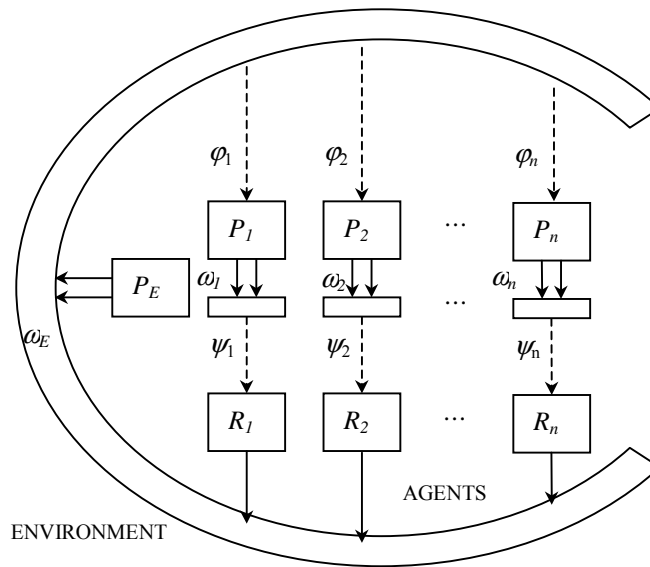 φ1 φ2 φn
P1 P2 ... Pn
PE ω1 ω2 ωn
...
ωE
ψ1 ψ2 ψn
R1 R2 ... Rn
AGENTS
ENVIRONMENT